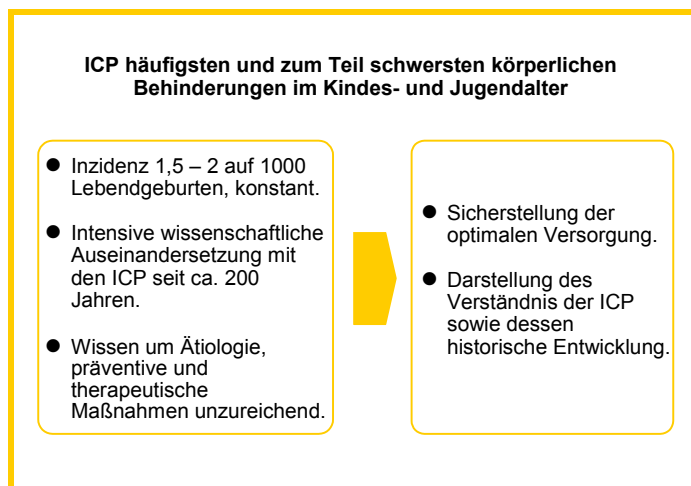 ICP häufigsten und zum Teil schwersten körperlichen
Behinderungen im Kindes- und Jugendalter
● Inzidenz 1,5 – 2 auf 1000
Lebendgeburten, konstant.
● Intensive wissenschaftliche
Auseinandersetzung mit
den ICP seit ca. 200
Jahren.
● Wissen um Ätiologie,
präventive und
therapeutische
Maßnahmen unzureichend.
● Sicherstellung der
optimalen Versorgung.
● Darstellung des
Verständnis der ICP
sowie dessen
historische Entwicklung.